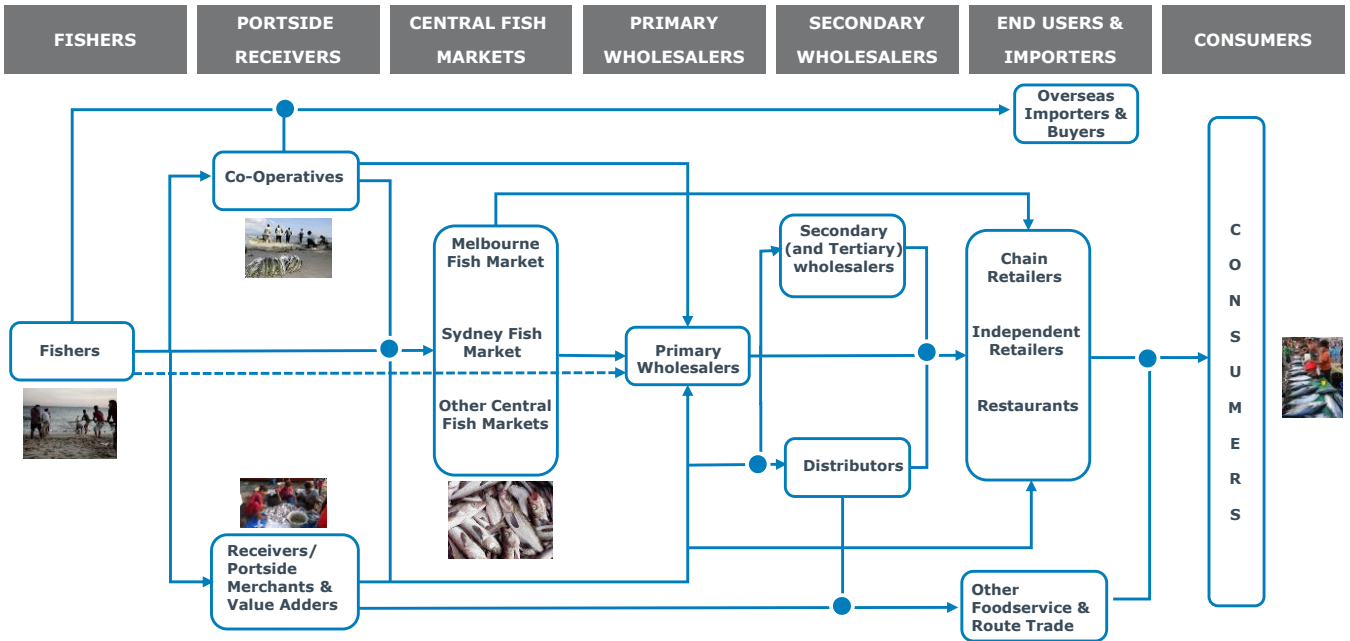 FISHERS
PORTSIDE
RECEIVERS
CENTRAL FISH
MARKETS
PRIMARY
WHOLESALERS
SECONDARY
WHOLESALERS
END USERS &
IMPORTERS
CONSUMERS
Overseas
Importers &
Buyers
Co-Operatives
Melbourne
Fish Market
Sydney Fish
Market
Other Central
Fish Markets
Secondary
(and Tertiary)
wholesalers
Chain
Retailers
Independent
Retailers
Restaurants
Fishers
Primary
Wholesalers
Distributors
Receivers/
Portside
Merchants &
Value Adders
Other
Foodservice &
Route Trade
C
O
N
S
U
M
E
R
S